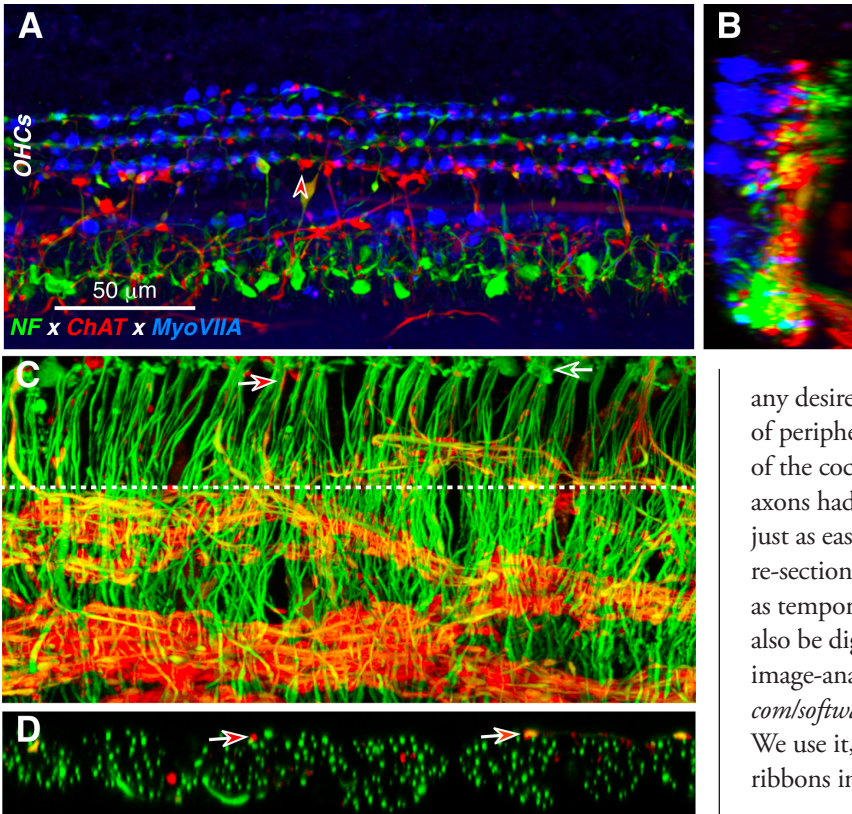 A
B
OHCs
50 μm
NF x ChAT x MyoVIIA
C
D
any desire
of periphe
of the coc
axons had
just as eas
re-section
as tempor
also be dig
image-ana
com/softwa
We use it,
ribbons in